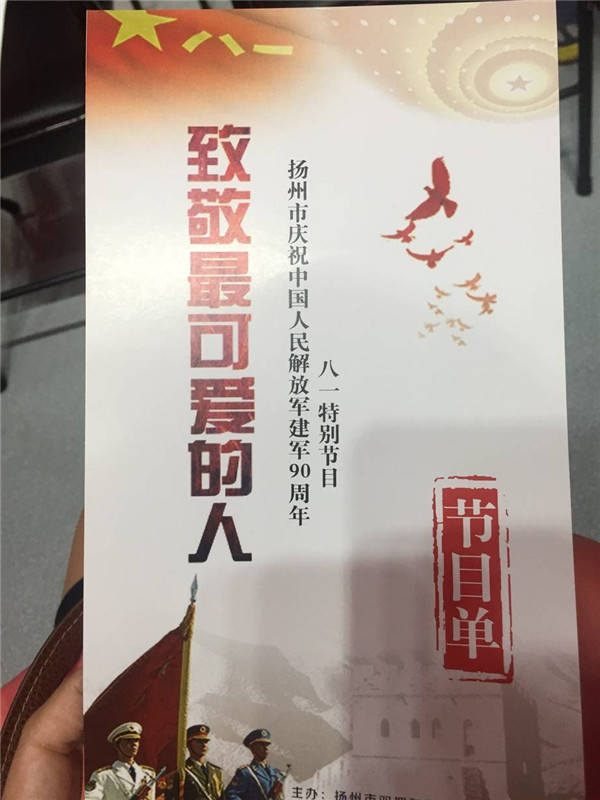 八一
致敬最可爱的人
扬州市庆祝中国人民解放军建军90周年
八一特别节目
节目单
主办：扬州市双拥